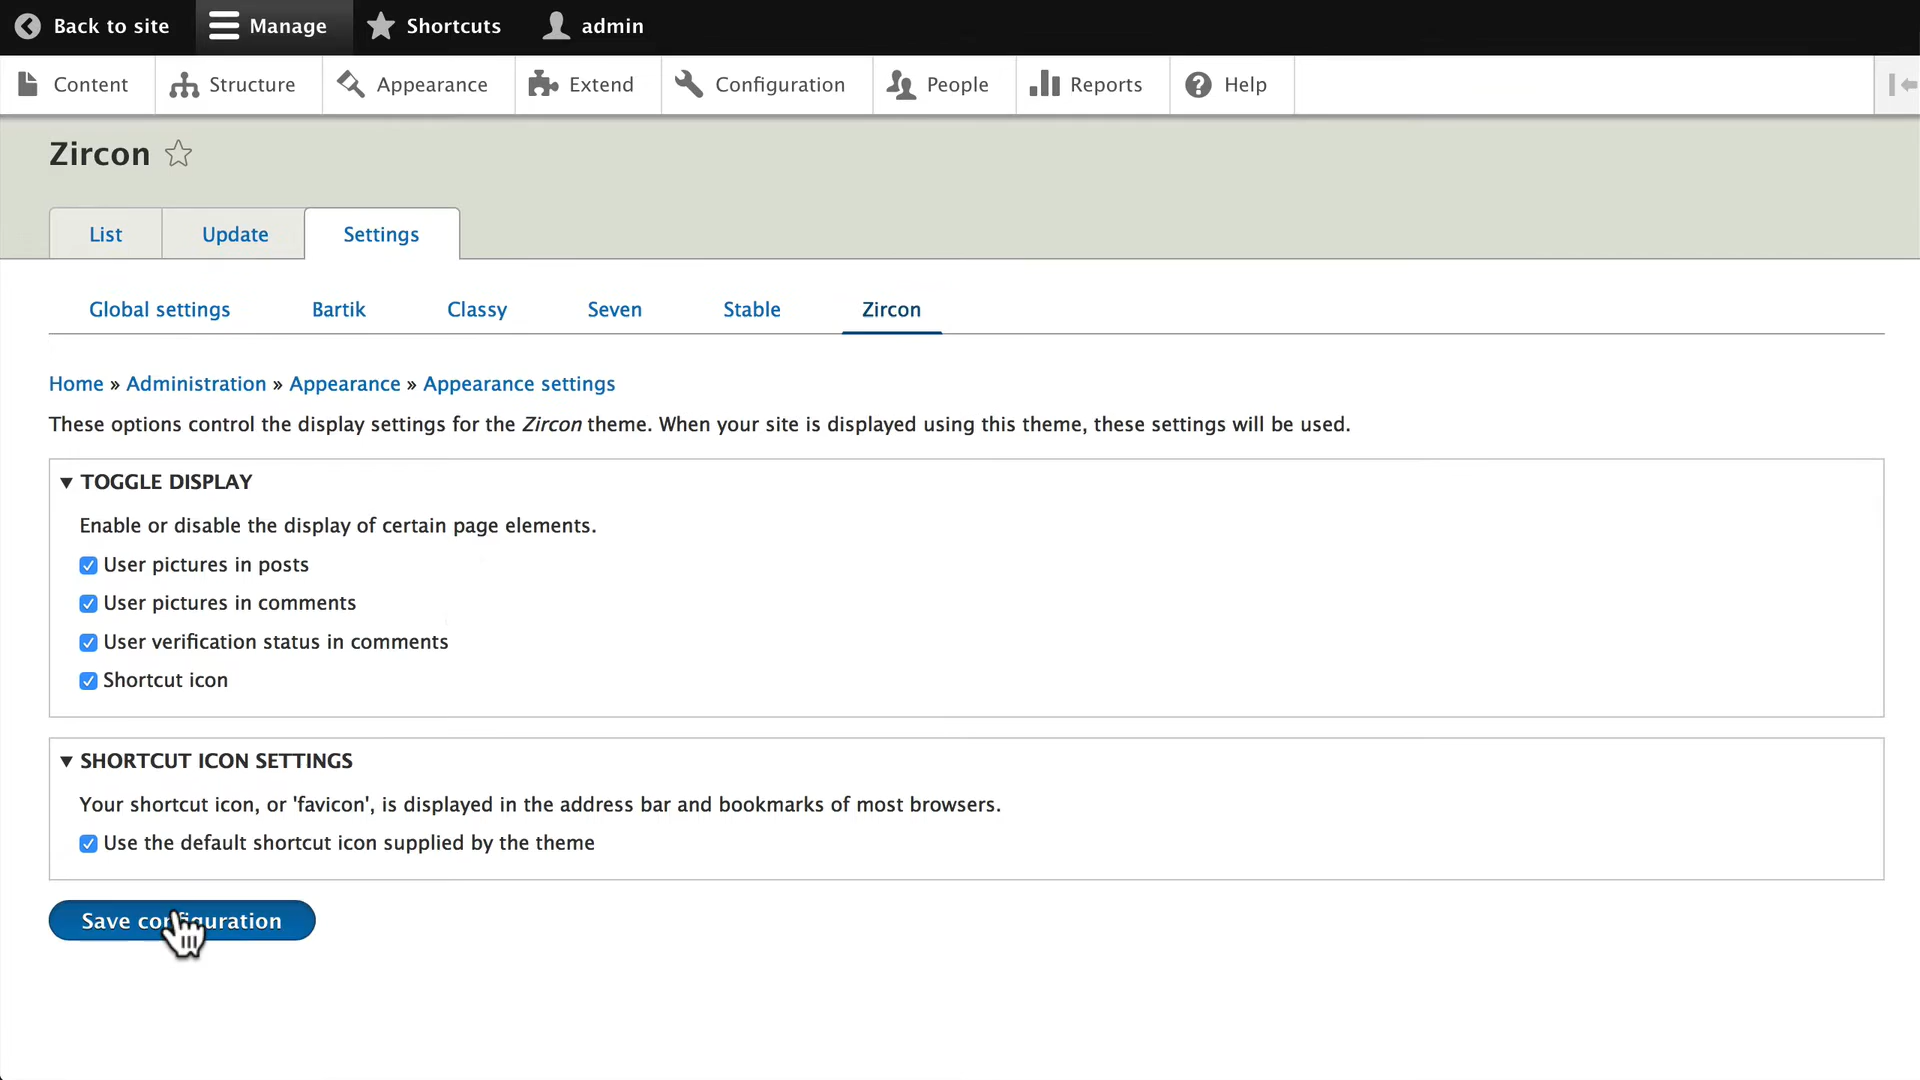 Back to site Manage Shortcuts admin
Content Structure Appearance Extend Configuration People Reports Help
Zircon
List Update Settings
Global settings Bartik Classy Seven Stable Zircon
Home » Administration » Appearance » Appearance settings
These options control the display settings for the Zircon theme. When your site is displayed using this theme, these settings will be used.
▼ TOGGLE DISPLAY
Enable or disable the display of certain page elements.
User pictures in posts
User pictures in comments
User verification status in comments
Shortcut icon
▼ SHORTCUT ICON SETTINGS
Your shortcut icon, or 'favicon', is displayed in the address bar and bookmarks of most browsers.
Use the default shortcut icon supplied by the theme
Save configuration